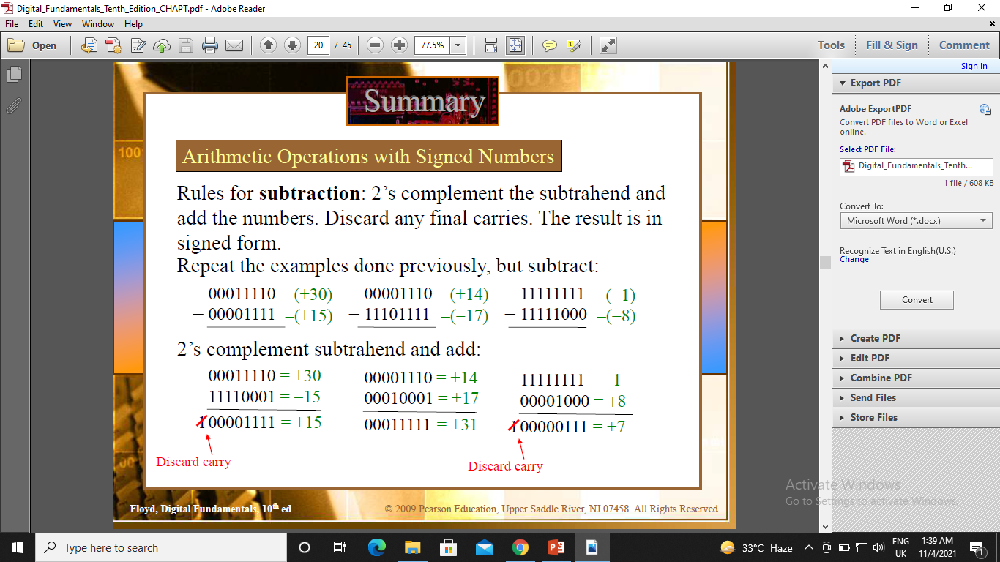 Digital_Fundamentals_Tenth_Edition_CHAPT.pdf - Adobe Reader
File Edit View Window Help
Open 20 / 45 77.5% Tools Fill & Sign Comment
Sign In
Export PDF
Adobe ExportPDF
Convert PDF files to Word or Excel
online.
Select PDF File:
Digital_Fundamentals_Tenth...
1 file / 608 KB
Convert To:
Microsoft Word (*.docx)
Recognize Text in English(U.S.)
Change
Convert
Create PDF
Edit PDF
Combine PDF
Send Files
Store Files
Summary
Arithmetic Operations with Signed Numbers
Rules for subtraction: 2’s complement the subtrahend and
add the numbers. Discard any final carries. The result is in
signed form.
Repeat the examples done previously, but subtract:
00011110 (+30) 00001110 (+14) 11111111 (−1)
− 00001111 −(+15) − 11101111 −(−17) − 11111000 −(−8)
2’s complement subtrahend and add:
00011110 = +30 00001110 = +14 11111111 = −1
11110001 = −15 00010001 = +17 00001000 = +8
100001111 = +15 00011111 = +31 100000111 = +7
Discard carry Discard carry
Floyd, Digital Fundamentals, 10th ed © 2009 Pearson Education, Upper Saddle River, NJ 07458. All Rights Reserved
Activate Windows
Go to Settings to activate Windows.
Type here to search 33°C Haze ENG 1:39 AM
UK 11/4/2021 1